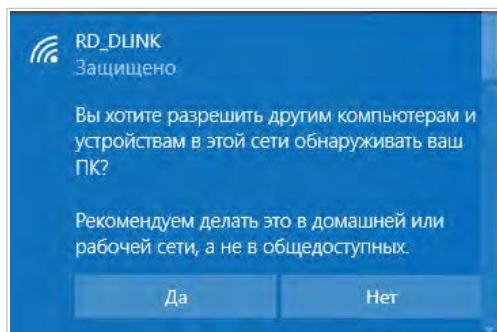 RD_DLINK
Защищено
Вы хотите разрешить другим компьютерам и
устройствам в этой сети обнаруживать ваш
ПК?
Рекомендуем делать это в домашней или
рабочей сети, а не в общедоступных.
Да
Нет